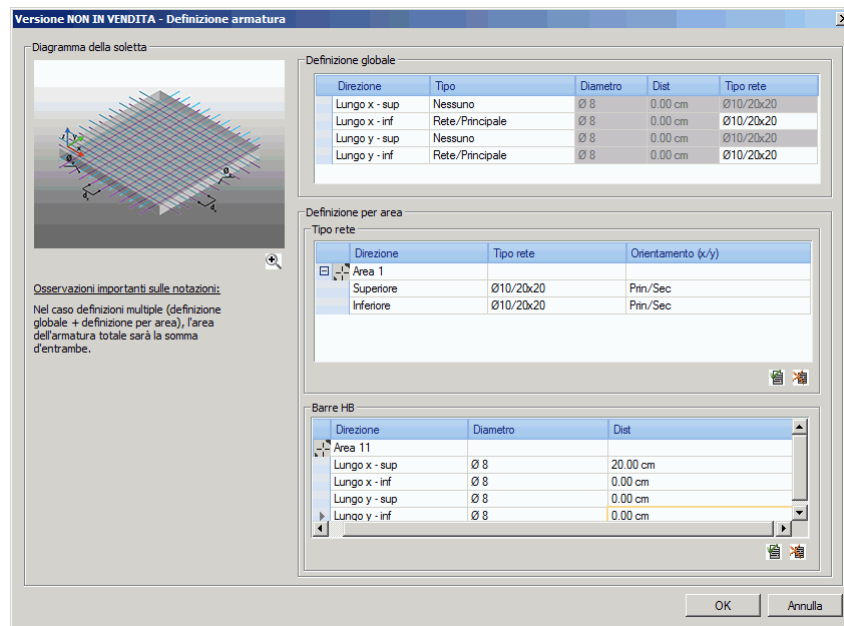 Versione NON IN VENDITA - Definizione armatura
Diagramma della soletta
Osservazioni importanti sulle notazioni:
Nel caso definizioni multiple (definizione
globale + definizione per area), l'area
dell'armatura totale sarà la somma
d'entrambe.
Definizione globale
Direzione Tipo Diametro Dist Tipo rete
Lungo x - sup Nessuno Ø 8 0.00 cm Ø10/20x20
Lungo x - inf Rete/Principale Ø 8 0.00 cm Ø10/20x20
Lungo y - sup Nessuno Ø 8 0.00 cm Ø10/20x20
Lungo y - inf Rete/Principale Ø 8 0.00 cm Ø10/20x20
Definizione per area
Tipo rete
Direzione Tipo rete Orientamento (x/y)
Area 1
Superiore Ø10/20x20 Prin/Sec
Inferiore Ø10/20x20 Prin/Sec
Barre HB
Direzione Diametro Dist
Area 11
Lungo x - sup Ø 8 20.00 cm
Lungo x - inf Ø 8 0.00 cm
Lungo y - sup Ø 8 0.00 cm
Lungo y - inf Ø 8 0.00 cm
OK Annulla